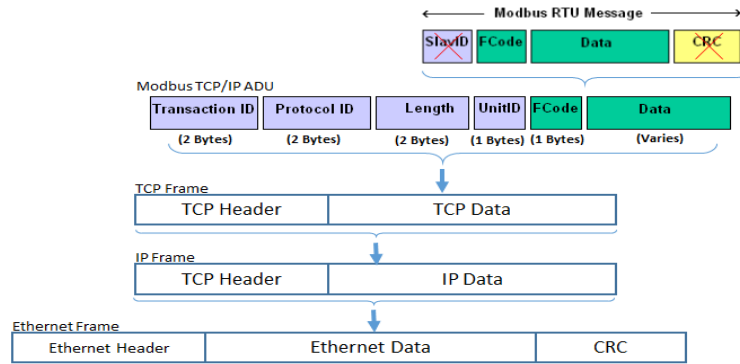 Modbus RTU Message
SlavID FCode Data CRC
Modbus TCP/IP ADU
Transaction ID Protocol ID Length UnitID FCode Data
(2 Bytes) (2 Bytes) (2 Bytes) (1 Bytes) (1 Bytes) (Varies)
TCP Frame
TCP Header TCP Data
IP Frame
TCP Header IP Data
Ethernet Frame
Ethernet Header Ethernet Data CRC